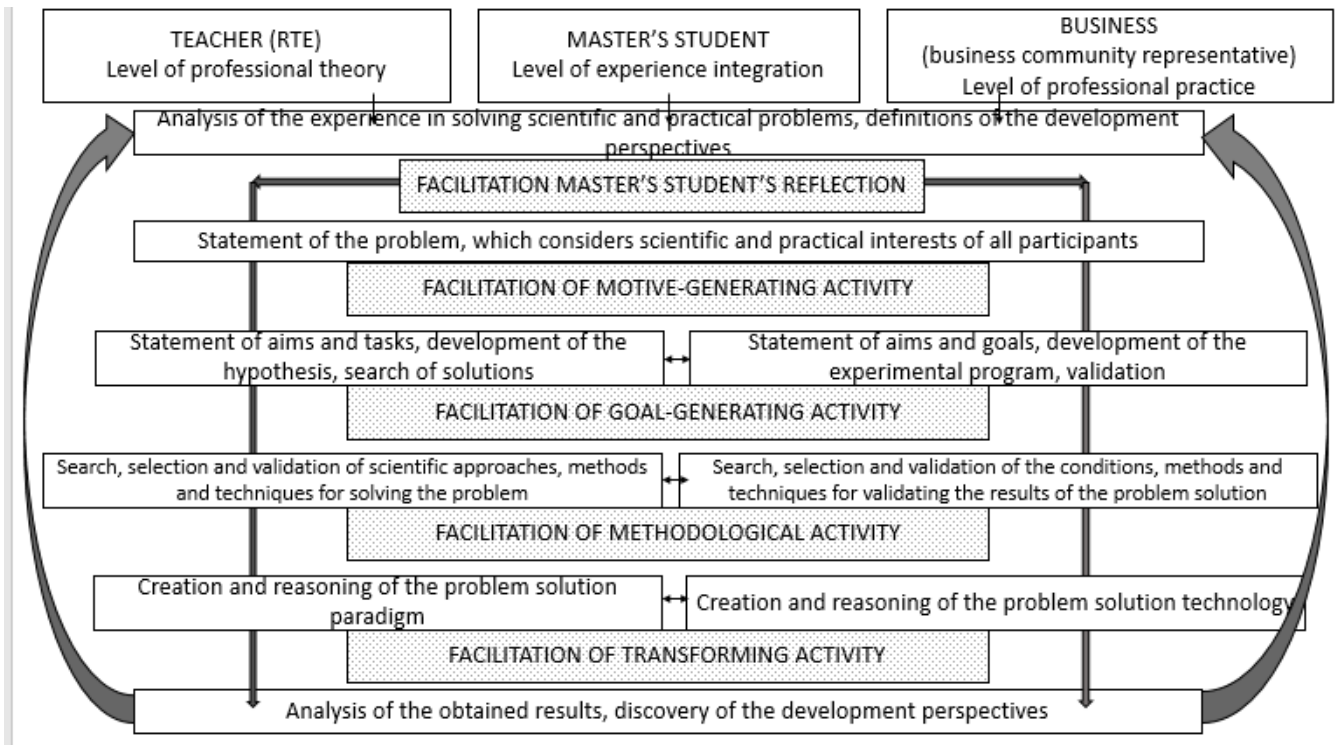 TEACHER (RTE)
Level of professional theory
MASTER'S STUDENT
Level of experience integration
BUSINESS
(business community representative)
Level of professional practice
Analysis of the experience in solving scientific and practical problems, definitions of the development
perspectives
FACILITATION MASTER'S STUDENT'S REFLECTION
Statement of the problem, which considers scientific and practical interests of all participants
FACILITATION OF MOTIVE-GENERATING ACTIVITY
Statement of aims and tasks, development of the
hypothesis, search of solutions
Statement of aims and goals, development of the
experimental program, validation
FACILITATION OF GOAL-GENERATING ACTIVITY
Search, selection and validation of scientific approaches, methods
and techniques for solving the problem
Search, selection and validation of the conditions, methods and
techniques for validating the results of the problem solution
FACILITATION OF METHODOLOGICAL ACTIVITY
Creation and reasoning of the problem solution
paradigm
Creation and reasoning of the problem solution technology
FACILITATION OF TRANSFORMING ACTIVITY
Analysis of the obtained results, discovery of the development perspectives